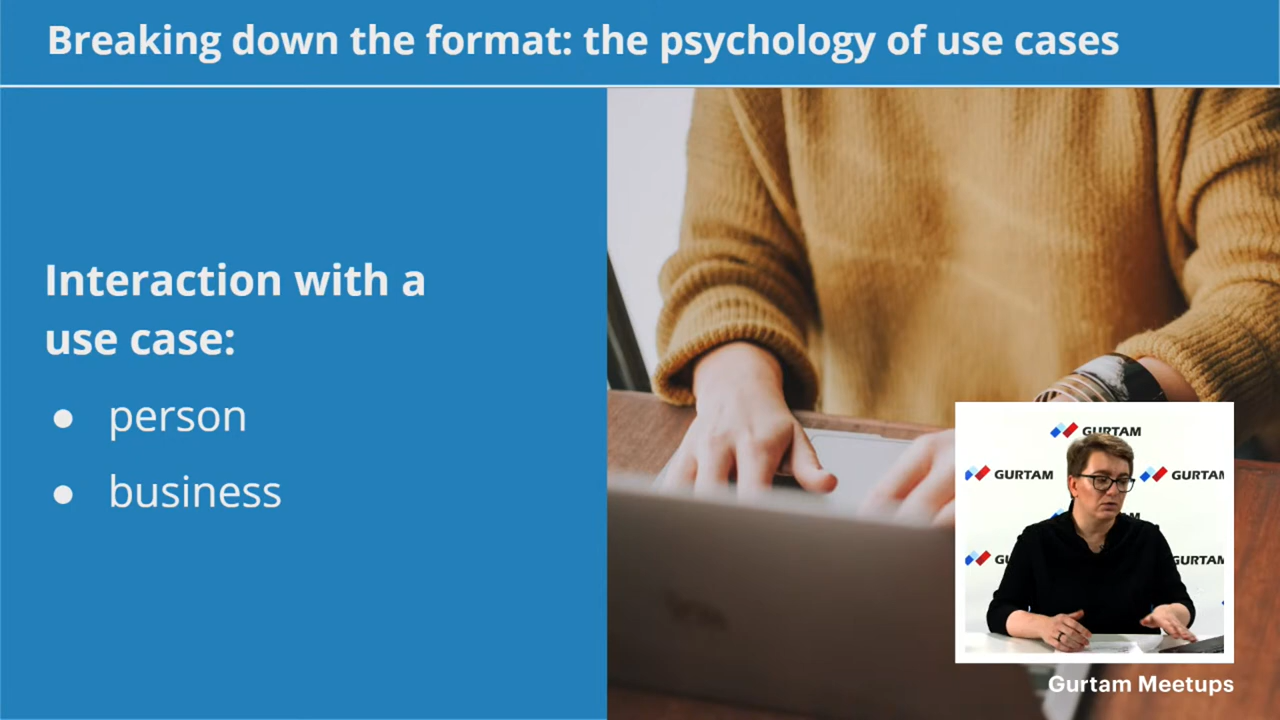 Breaking down the format: the psychology of use cases
Interaction with a
use case:
● person
● business
GURTAM
GURTAM
GURTAM
GURTAM
Gurtam Meetups